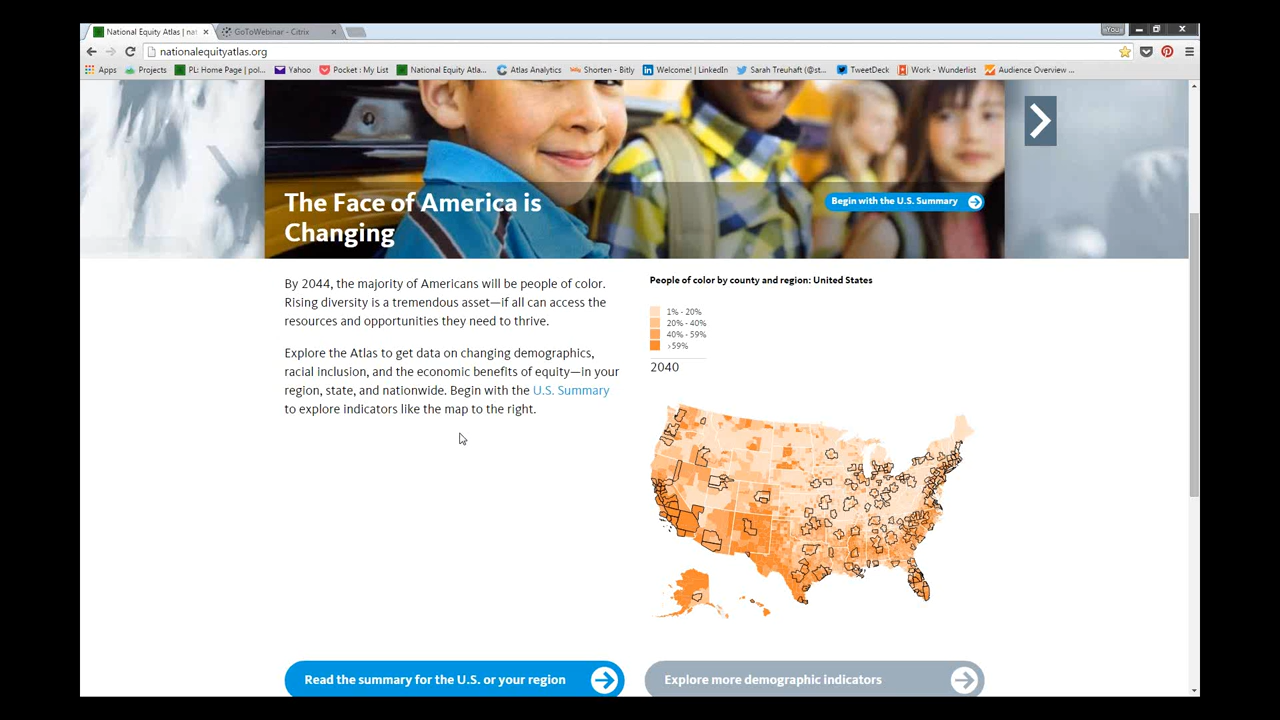 National Equity Atlas | nat
GoToWebinar - Citrix
You
nationalequityatlas.org
Apps
Projects
PL: Home Page | pol...
Yahoo
Pocket : My List
National Equity Atla...
Atlas Analytics
Shorten - Bitly
Welcome! | LinkedIn
Sarah Treuhaft (@st...
TweetDeck
Work - Wunderlist
Audience Overview ...
The Face of America is
Changing
Begin with the U.S. Summary
By 2044, the majority of Americans will be people of color.
Rising diversity is a tremendous asset—if all can access the
resources and opportunities they need to thrive.
Explore the Atlas to get data on changing demographics,
racial inclusion, and the economic benefits of equity—in your
region, state, and nationwide. Begin with the U.S. Summary
to explore indicators like the map to the right.
People of color by county and region: United States
1% - 20%
20% - 40%
40% - 59%
>59%
2040
Read the summary for the U.S. or your region
Explore more demographic indicators